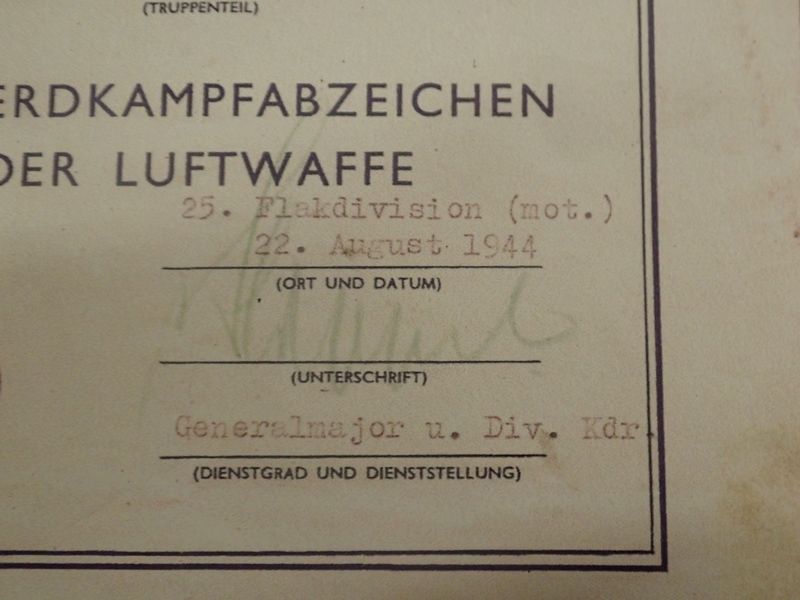 (TRUPPENTEIL)
ERDKAMPFABZEICHEN
DER LUFTWAFFE
25. Flakdivision (mot.)
22. August 1944
(ORT UND DATUM)
(UNTERSCHRIFT)
Generalmajor u. Div. Kdr.
(DIENSTGRAD UND DIENSTSTELLUNG)